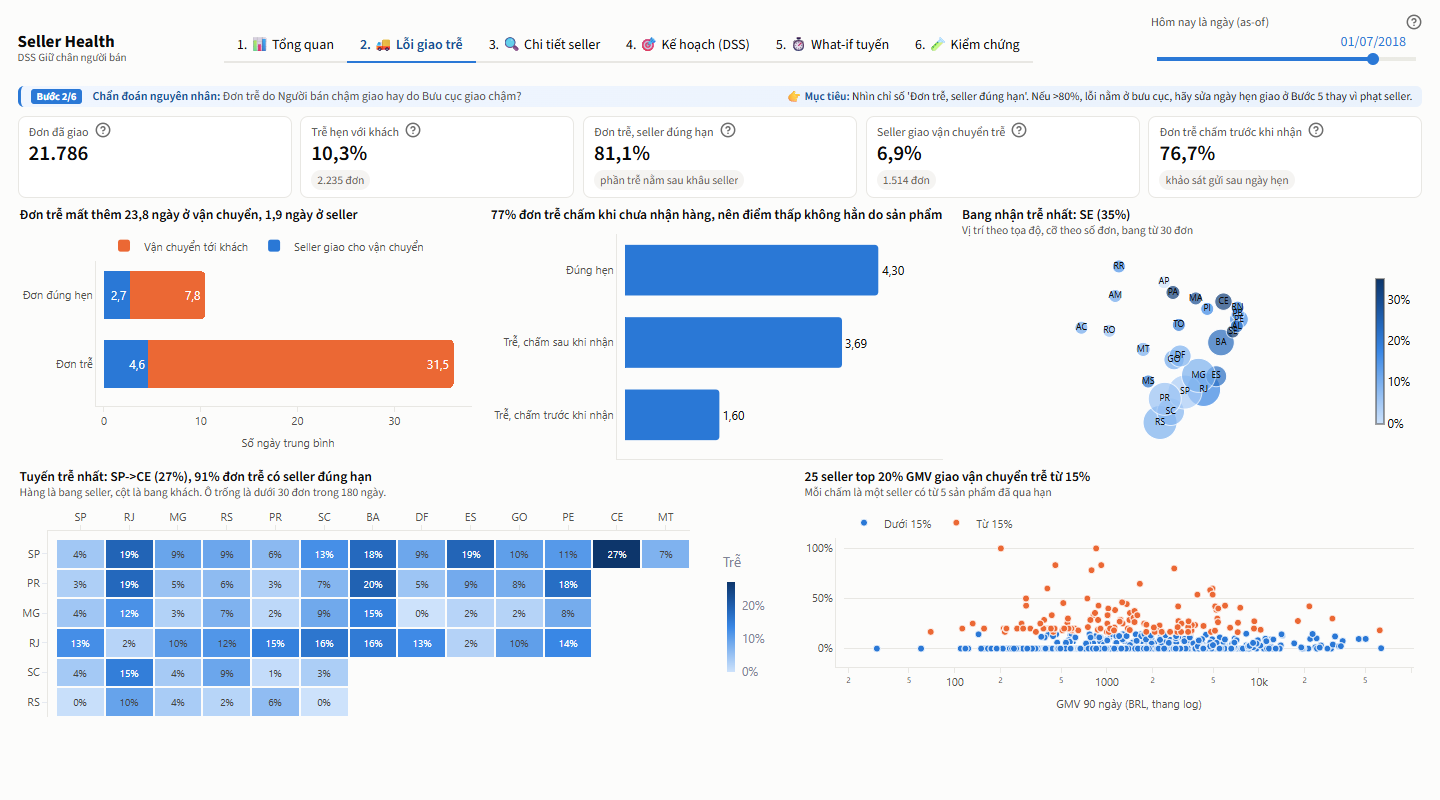 Seller Health
DSS Giữ chân người bán
1. 📊 Tổng quan
2. 🚚 Lỗi giao trễ
3. 🔍 Chi tiết seller
4. 🎯 Kế hoạch (DSS)
5. ⏱️ What-if tuyến
6. 🧪 Kiểm chứng
Hôm nay là ngày (as-of)
01/07/2018
Bước 2/6 Chẩn đoán nguyên nhân: Đơn trễ do Người bán chậm giao hay do Bưu cục giao chậm?
👉 Mục tiêu: Nhìn chỉ số 'Đơn trễ, seller đúng hạn'. Nếu >80%, lỗi nằm ở bưu cục, hãy sửa ngày hẹn giao ở Bước 5 thay vì phạt seller.
Đơn đã giao
21.786
Trễ hẹn với khách
10,3%
2.235 đơn
Đơn trễ, seller đúng hạn
81,1%
phần trễ nằm sau khâu seller
Seller giao vận chuyển trễ
6,9%
1.514 đơn
Đơn trễ chấm trước khi nhận
76,7%
khảo sát gửi sau ngày hẹn
Đơn trễ mất thêm 23,8 ngày ở vận chuyển, 1,9 ngày ở seller
Vận chuyển tới khách
Seller giao cho vận chuyển
Đơn đúng hẹn 2,7 7,8
Đơn trễ 4,6 31,5
0 10 20 30
Số ngày trung bình
77% đơn trễ chấm khi chưa nhận hàng, nên điểm thấp không hẳn do sản phẩm
Đúng hẹn 4,30
Trễ, chấm sau khi nhận 3,69
Trễ, chấm trước khi nhận 1,60
Bang nhận trễ nhất: SE (35%)
Vị trí theo tọa độ, cỡ theo số đơn, bang từ 30 đơn
RR
AP
AM
PA
MA
CE
PI
AC
RO
TO
BA
MT
GO
DF
MS
MG
ES
SP
RJ
PR
SC
RS
30%
20%
10%
0%
Tuyến trễ nhất: SP->CE (27%), 91% đơn trễ có seller đúng hạn
Hàng là bang seller, cột là bang khách. Ô trống là dưới 30 đơn trong 180 ngày.
SP RJ MG RS PR SC BA DF ES GO PE CE MT
SP 4% 19% 9% 9% 6% 13% 18% 9% 19% 10% 11% 27% 7%
PR 3% 19% 5% 6% 3% 7% 20% 5% 9% 8% 18%
MG 4% 12% 3% 7% 2% 9% 15% 0% 2% 2% 8%
RJ 13% 2% 10% 12% 15% 16% 16% 13% 2% 10% 14%
SC 4% 15% 4% 9% 1% 3%
RS 0% 10% 4% 2% 6% 0%
Trễ
20%
10%
0%
25 seller top 20% GMV giao vận chuyển trễ từ 15%
Mỗi chấm là một seller có từ 5 sản phẩm đã qua hạn
Dưới 15%
Từ 15%
100%
50%
0%
2 5 100 2 5 1000 2 5 10k 2 5
GMV 90 ngày (BRL, thang log)